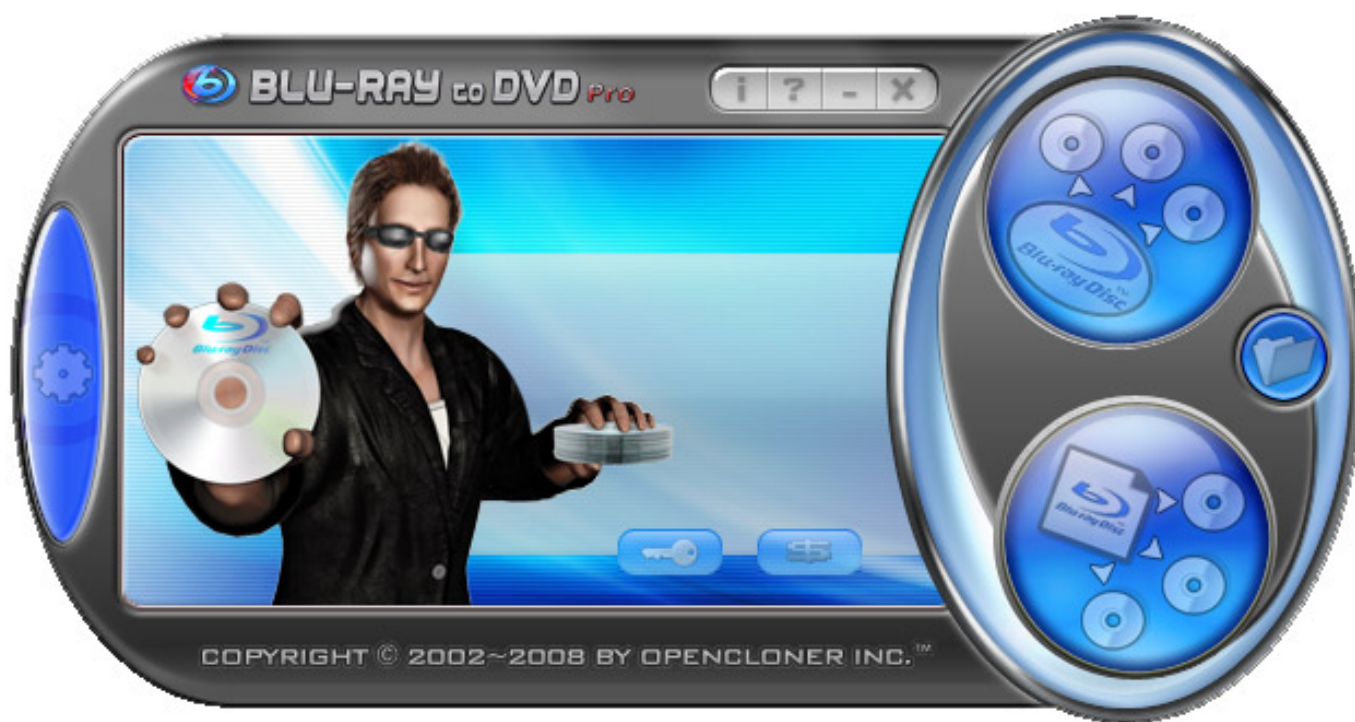 BLU-RAY to DVD Pro
i ? - X
Blu-ray Disc™
Blu-ray Disc
Blu-ray Disc
$
COPYRIGHT © 2002~2008 BY OPENCLONER INC.™